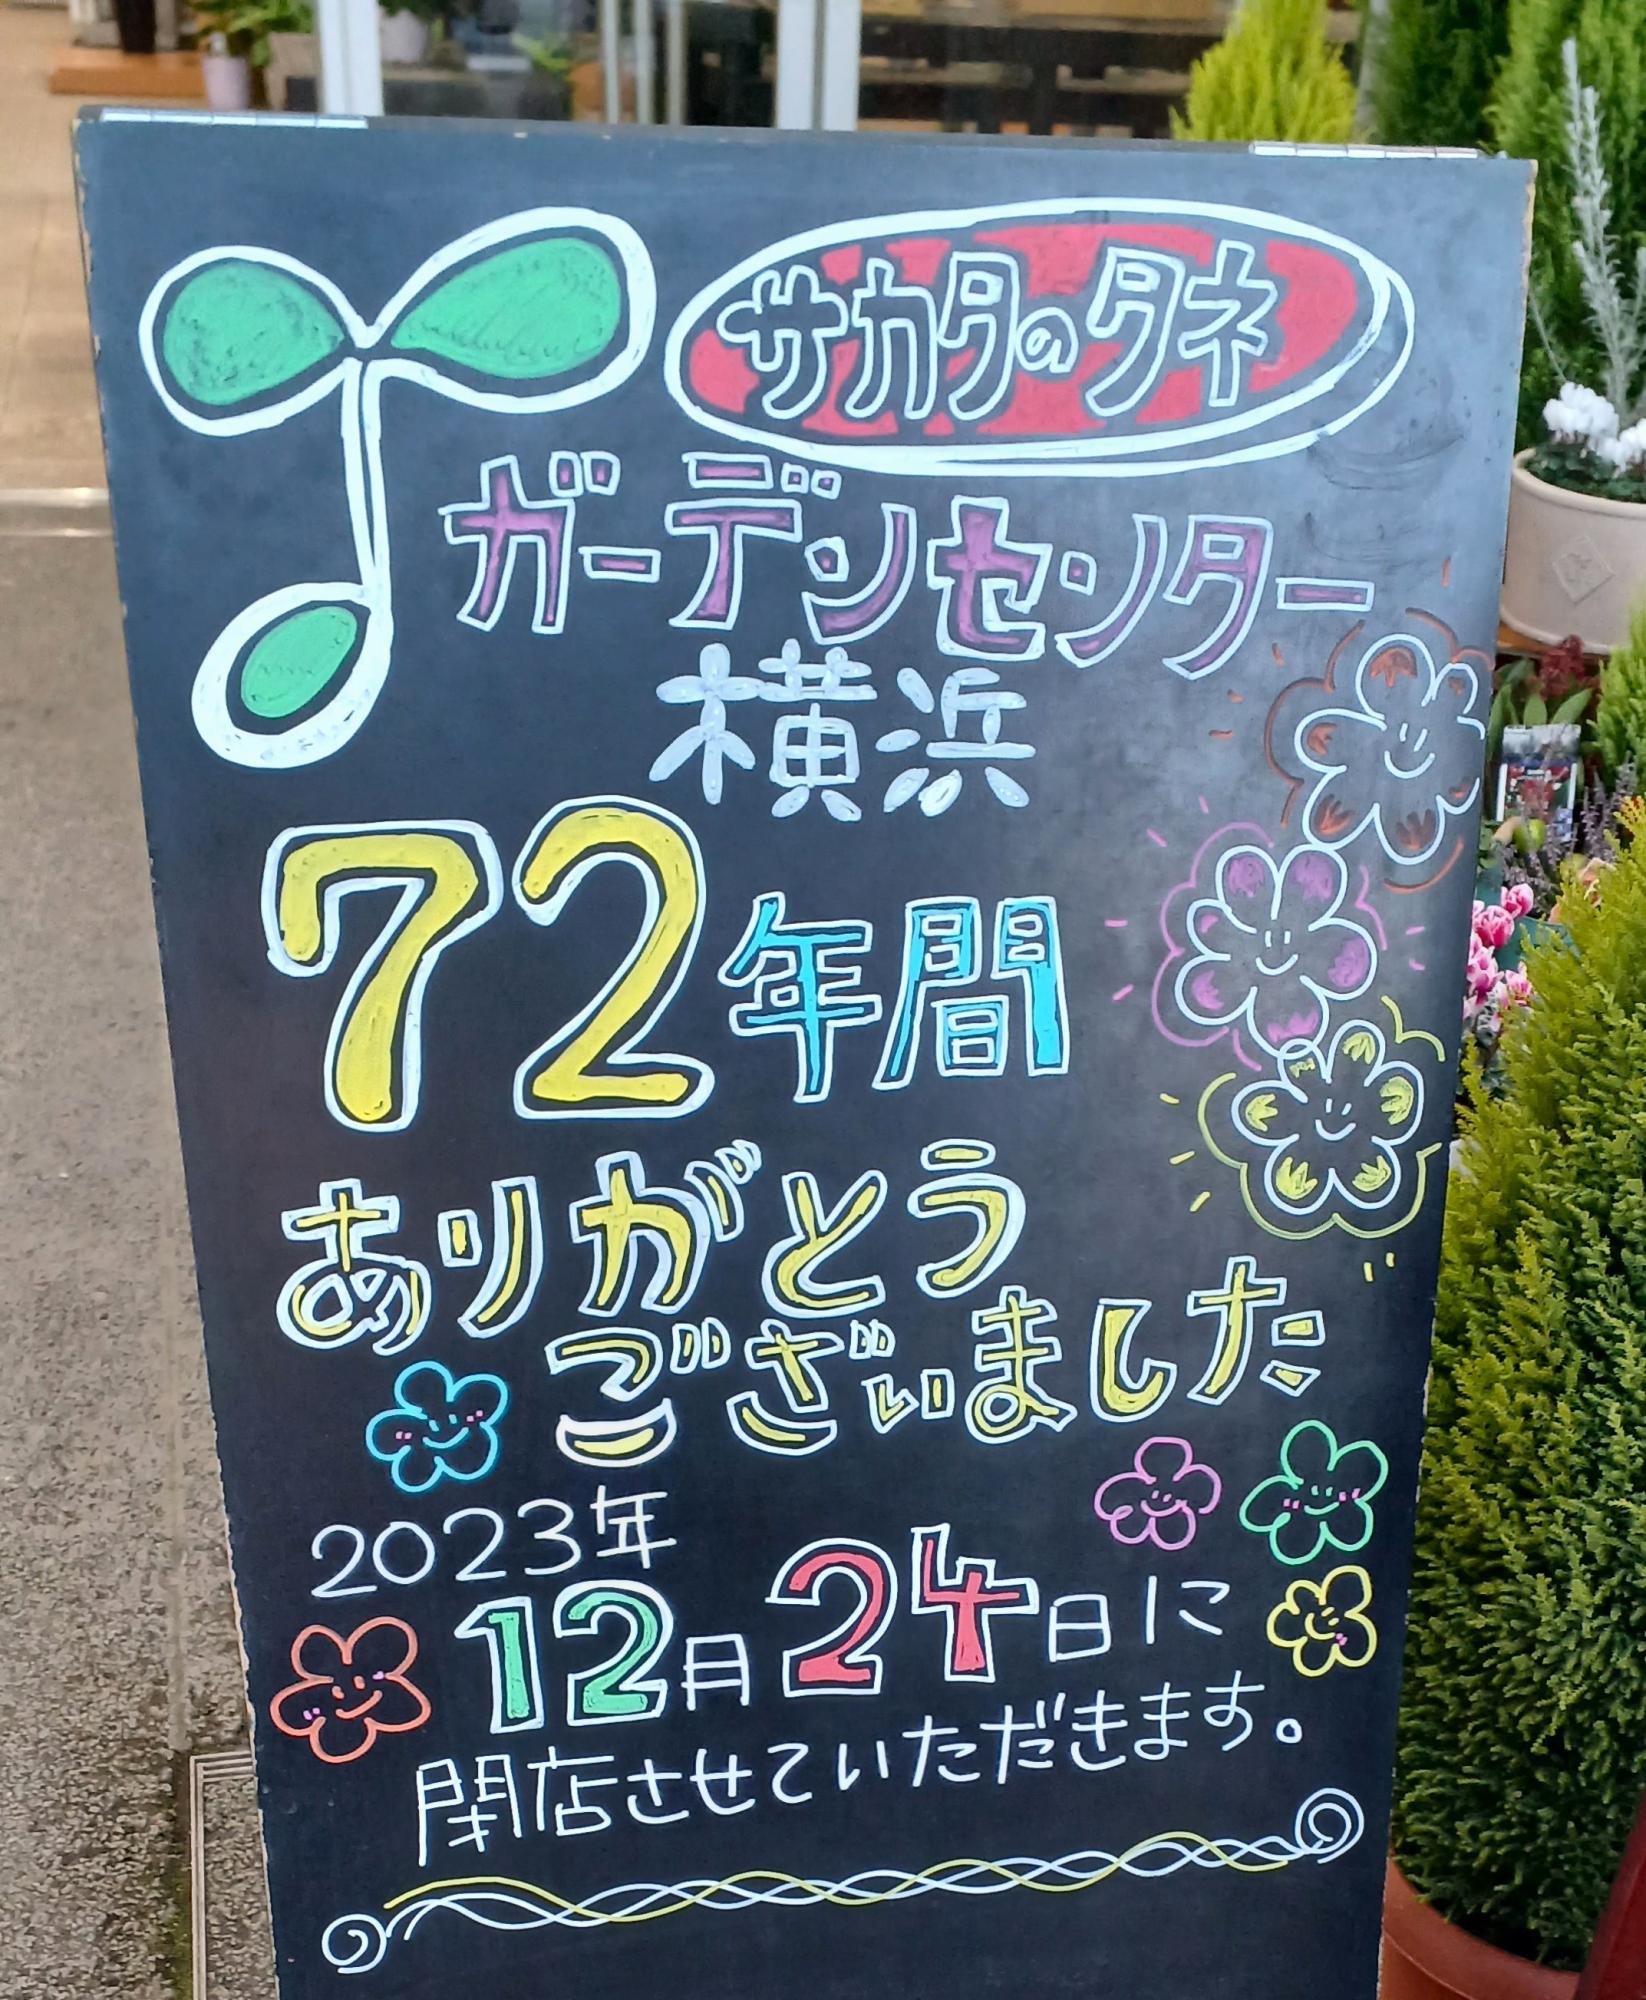 サカタのタネ
ガーデンセンター
横浜
72年間
ありがとう
ございました
2023年
12月24日に
閉店させていただきます。